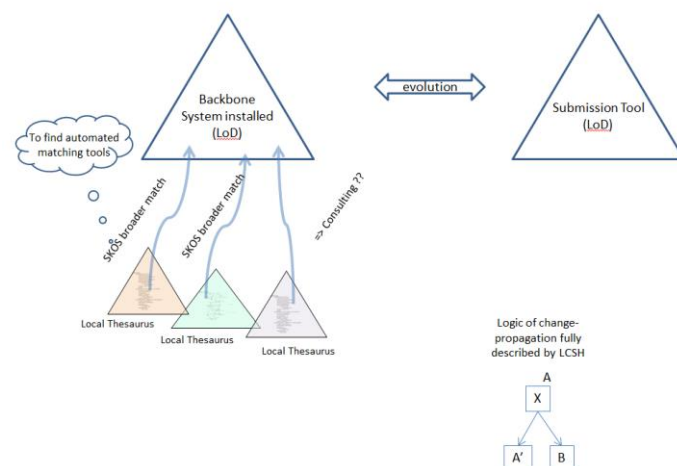 Backbone
System installed
(LoD)
evolution
Submission Tool
(LoD)
To find automated
matching tools
SKOS broader match
SKOS broader match
=> Consulting ??
Local Thesaurus
Local Thesaurus
Local Thesaurus
Logic of change-
propagation fully
described by LCSH
A
X
A'
B